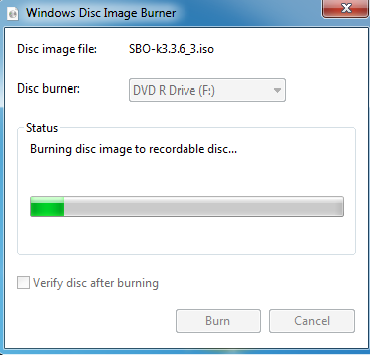 Windows Disc Image Burner
Disc image file: SBO-k3.3.6_3.iso
Disc burner: DVD R Drive (F:)
Status
Burning disc image to recordable disc...
Verify disc after burning
Burn Cancel